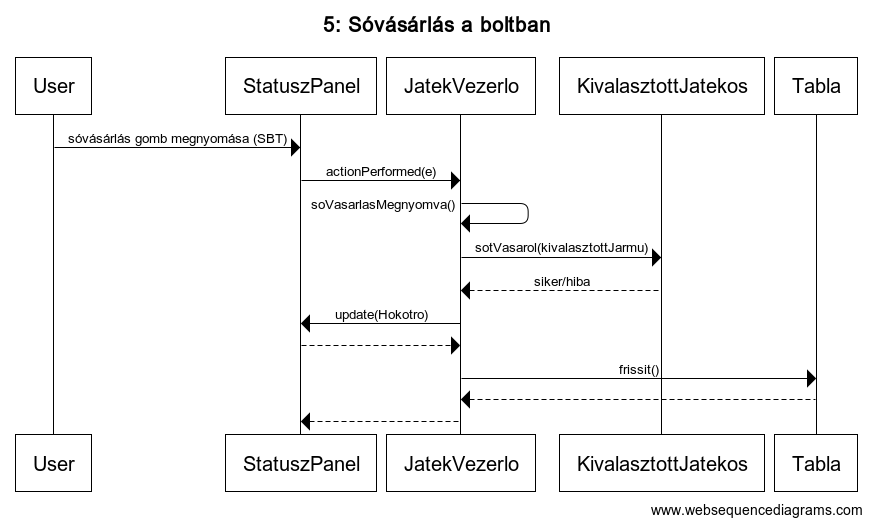 5: Sóvásárlás a boltban
User
StatuszPanel
JatekVezerlo
KivalasztottJatekos
Tabla
sóvásárlás gomb megnyomása (SBT)
actionPerformed(e)
soVasarlasMegnyomva()
sotVasarol(kivalasztottJarmu)
siker/hiba
update(Hokotro)
frissit()
User
StatuszPanel
JatekVezerlo
KivalasztottJatekos
Tabla
www.websequencediagrams.com